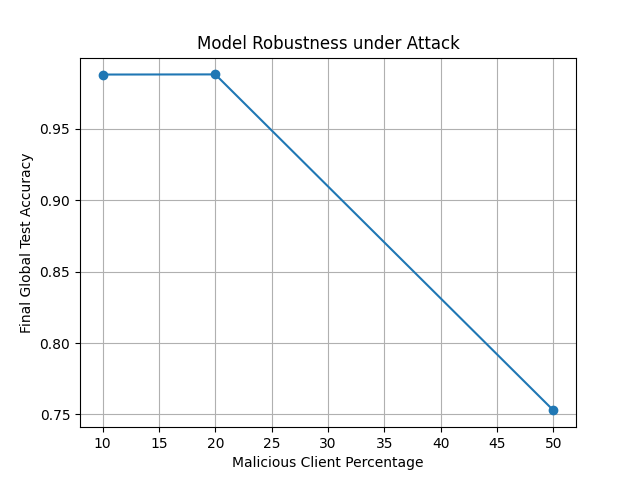 Model Robustness under Attack
Final Global Test Accuracy
0.95
0.90
0.85
0.80
0.75
10 15 20 25 30 35 40 45 50
Malicious Client Percentage